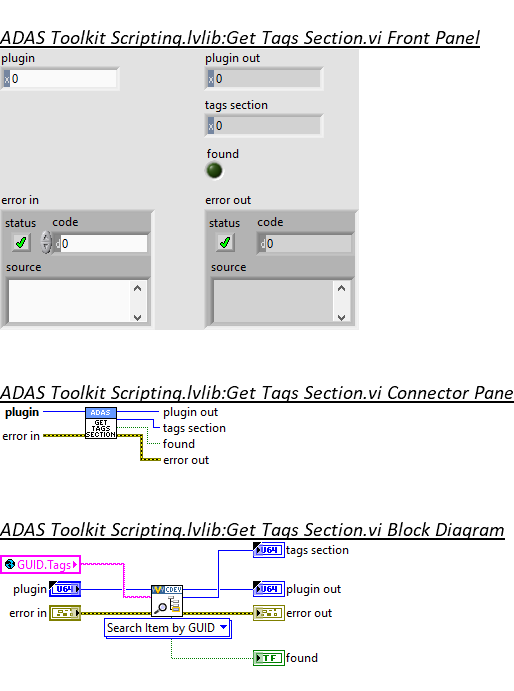 ADAS Toolkit Scripting.lvlib:Get Tags Section.vi Front Panel
plugin
x 0
plugin out
x 0
tags section
x 0
found
error in
status code
d 0
source
error out
status code
d 0
source
ADAS Toolkit Scripting.lvlib:Get Tags Section.vi Connector Pane
plugin
error in
ADAS
GET
TAGS
SECTION
plugin out
tags section
found
error out
ADAS Toolkit Scripting.lvlib:Get Tags Section.vi Block Diagram
GUID.Tags
U64 tags section
plugin U64
CDEV
U64 plugin out
error in
error out
Search Item by GUID
TF found